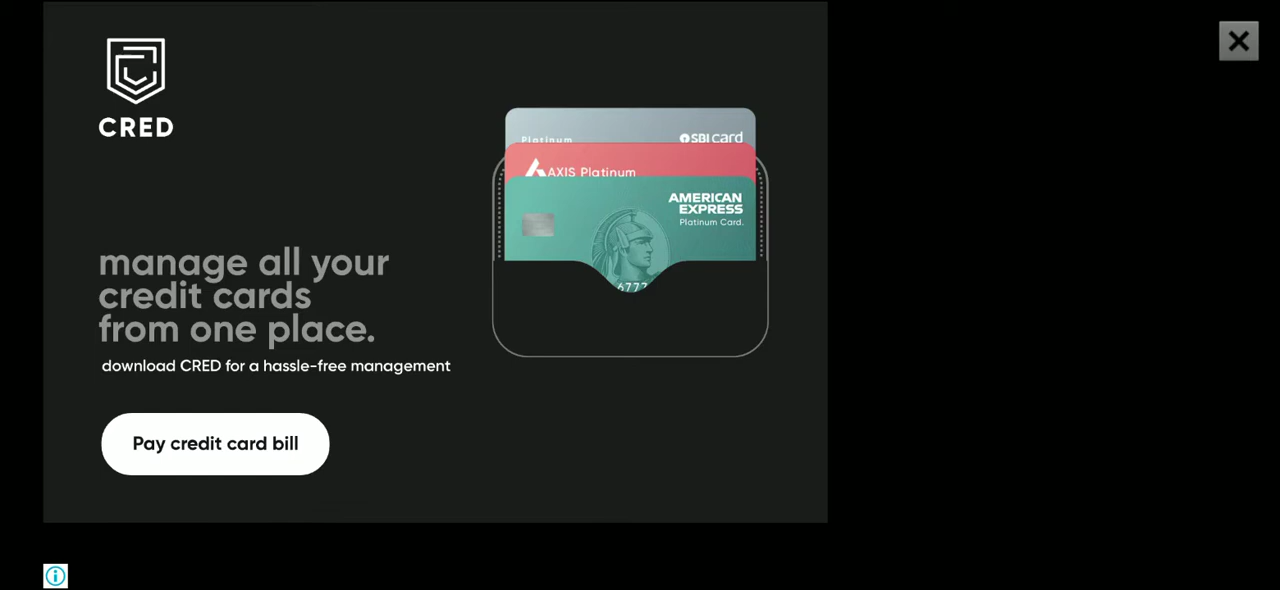 CRED
Platinum SBI card
AXIS Platinum
AMERICAN
EXPRESS
Platinum Card.
6777
manage all your
credit cards
from one place.
download CRED for a hassle-free management
Pay credit card bill